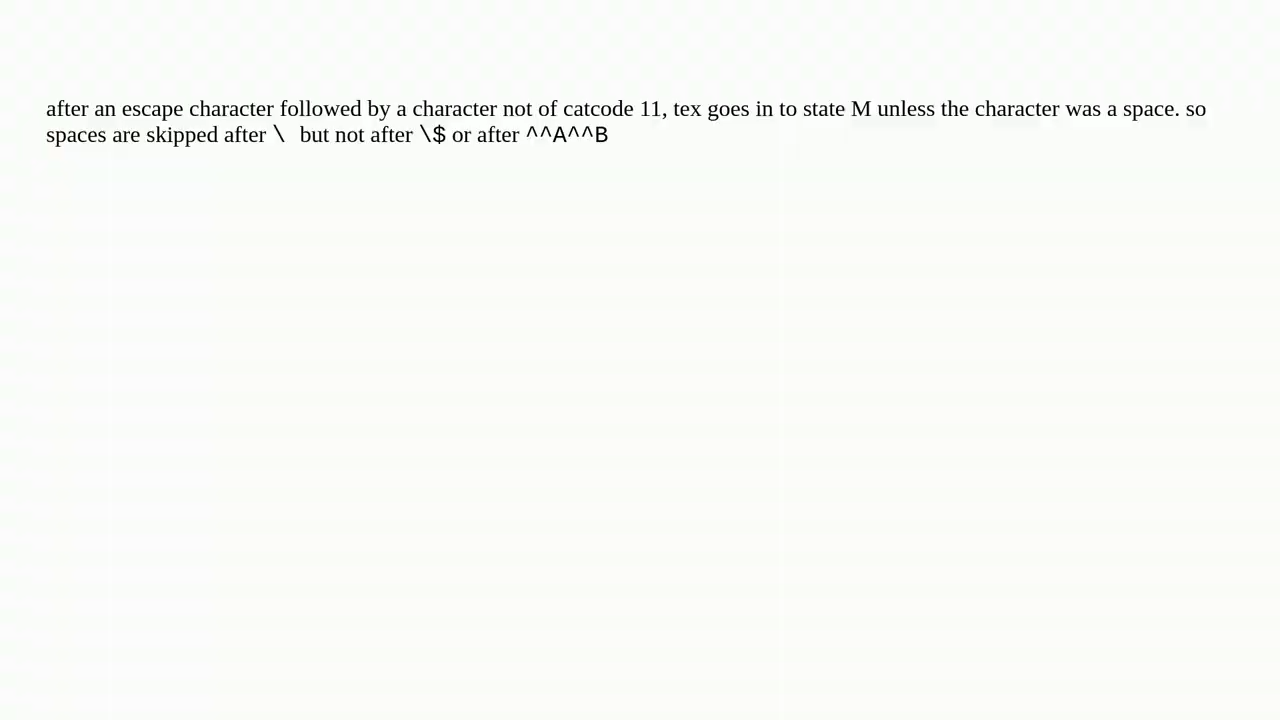 after an escape character followed by a character not of catcode 11, tex goes in to state M unless the character was a space. so
spaces are skipped after \  but not after \$ or after ^^A^^B